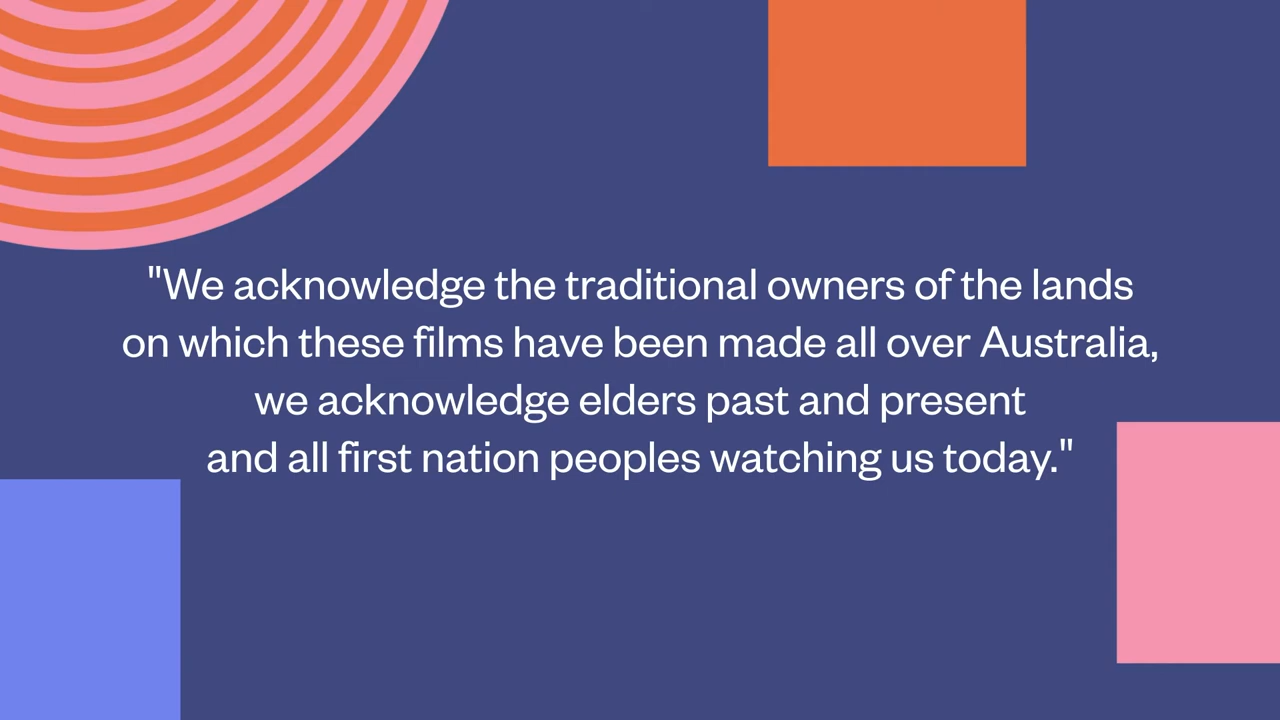 "We acknowledge the traditional owners of the lands
on which these films have been made all over Australia,
we acknowledge elders past and present
and all first nation peoples watching us today."